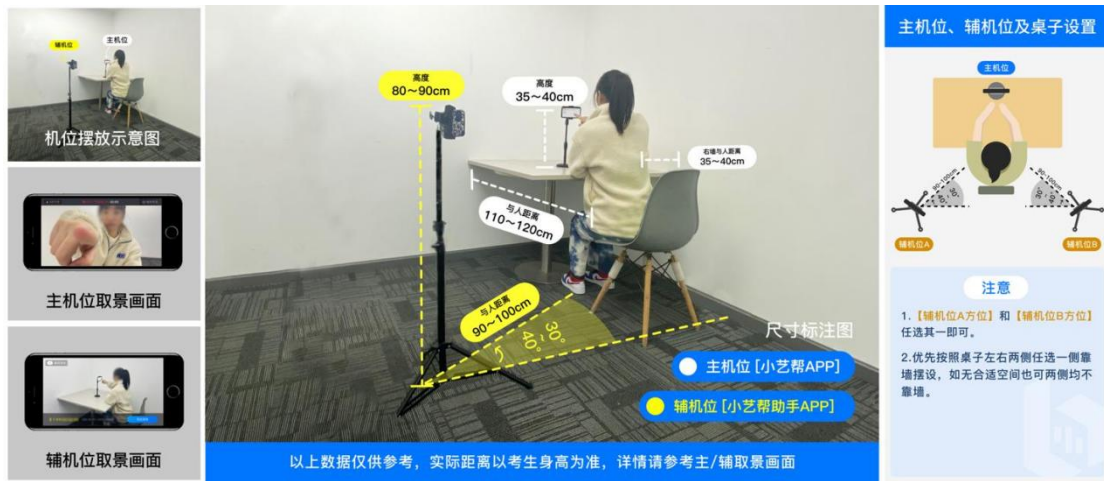 辅机位
主机位
机位摆放示意图
主机位取景画面
辅机位取景画面
高度
80～90cm
高度
35～40cm
右墙与人距离
35～40cm
与人距离
110～120cm
与人距离
90～100cm
30°
～
40°
尺寸标注图
主机位 [小艺帮APP]
辅机位 [小艺帮助手APP]
以上数据仅供参考，实际距离以考生身高为准，详情请参考主/辅取景画面
主机位、辅机位及桌子设置
主机位
90~100cm
90~100cm
30°
40°
30°
40°
辅机位A
辅机位B
注意
1.【辅机位A方位】和【辅机位B方位】
任选其一即可。
2.优先按照桌子左右两侧任选一侧靠
墙摆设，如无合适空间也可两侧均不
靠墙。